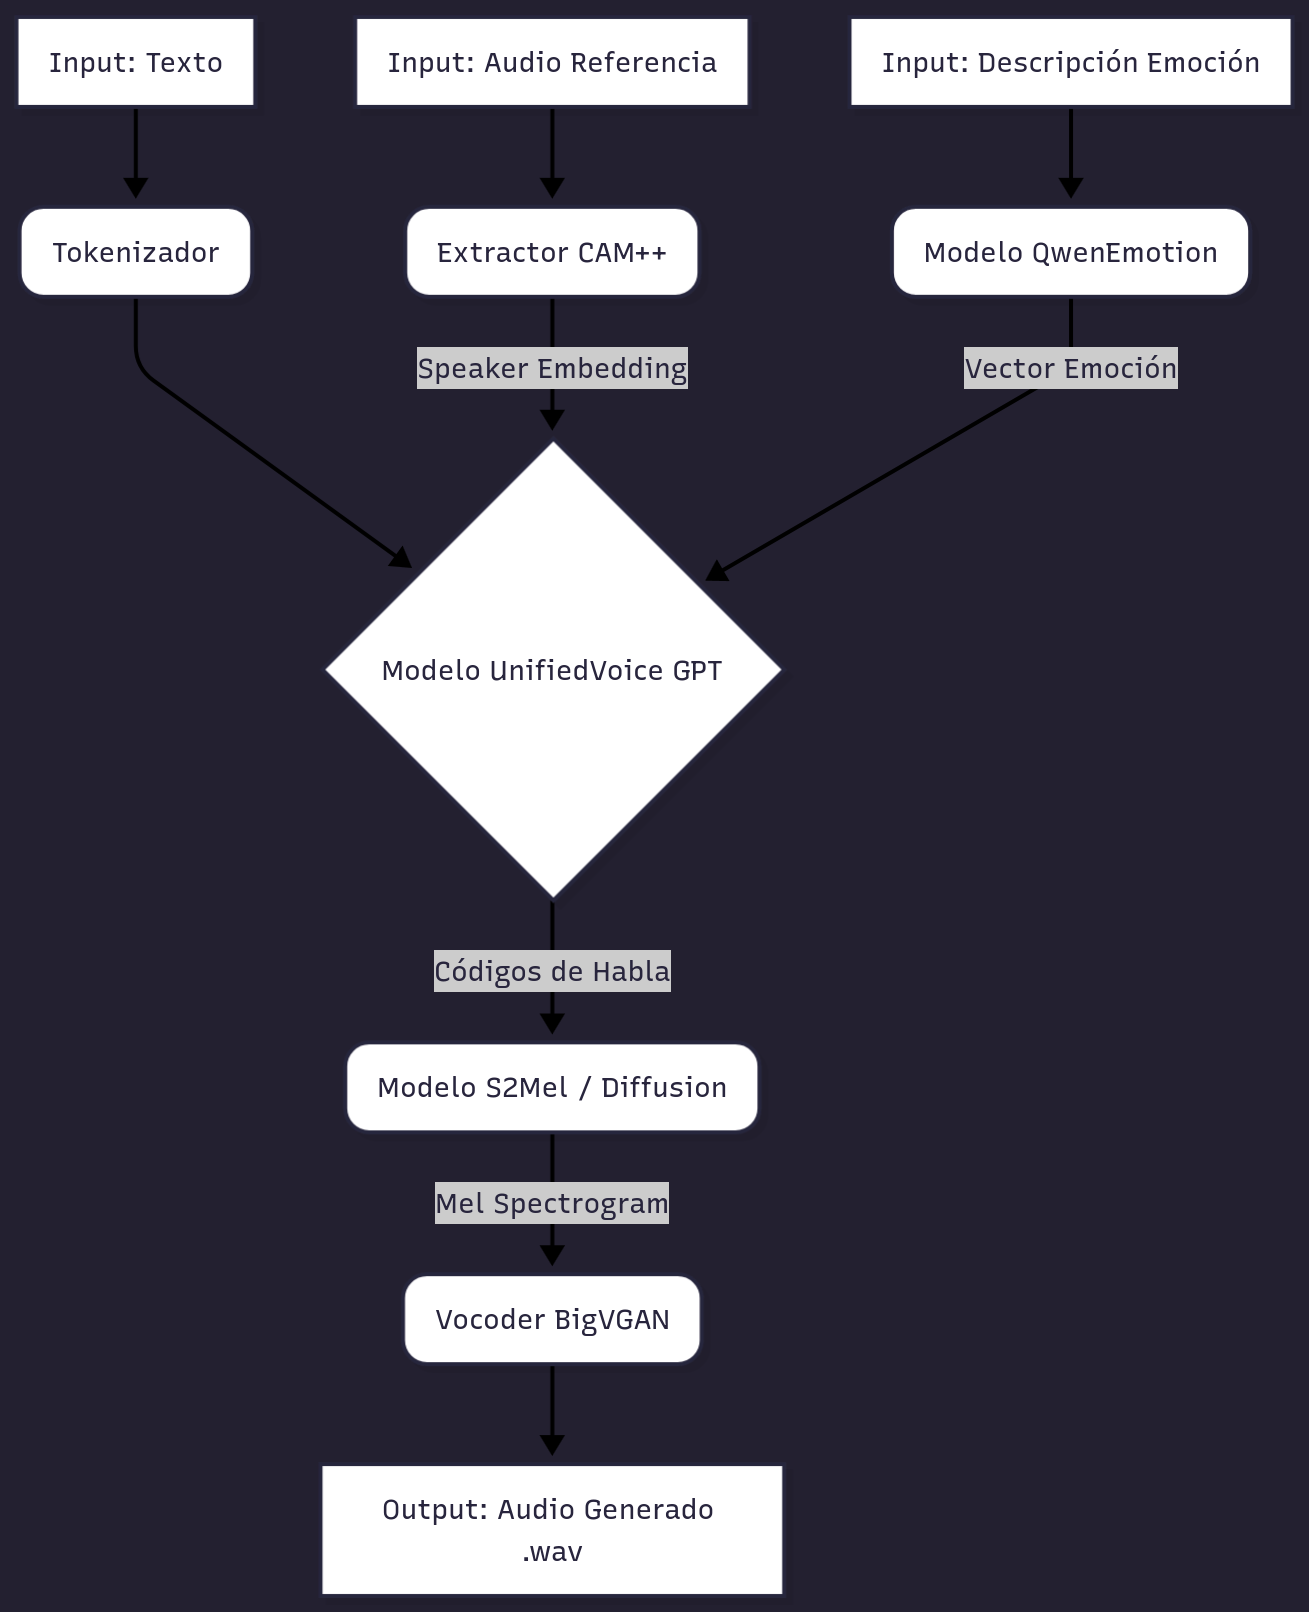 Input: Texto
Input: Audio Referencia
Input: Descripción Emoción
Tokenizador
Extractor CAM++
Modelo QwenEmotion
Speaker Embedding
Vector Emoción
Modelo UnifiedVoice GPT
Códigos de Habla
Modelo S2Mel / Diffusion
Mel Spectrogram
Vocoder BigVGAN
Output: Audio Generado
.wav